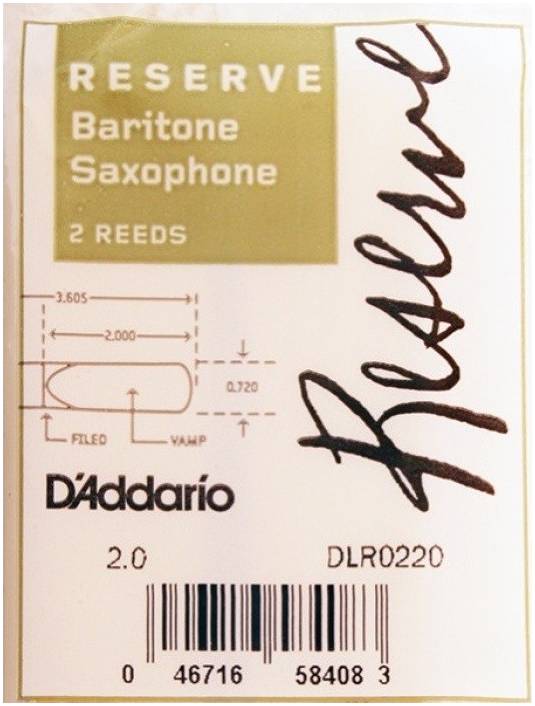 RESERVE
Baritone
Saxophone
2 REEDS
Reserve
3.605
2.000
0.720
FILED
VAMP
D'Addario
2.0
DLR0220
0 46716 58408 3